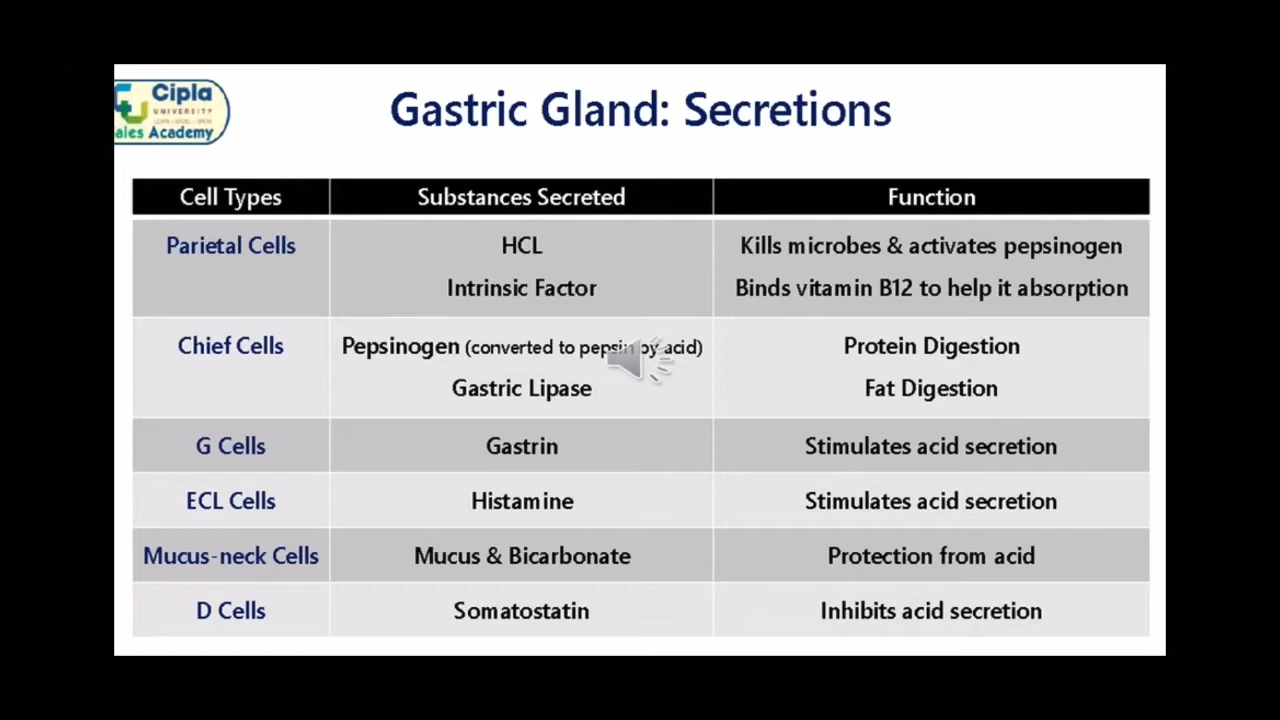 Cipla
UNIVERSITY
ales Academy
Gastric Gland: Secretions
Cell Types Substances Secreted Function
Parietal Cells HCL Kills microbes & activates pepsinogen
Intrinsic Factor Binds vitamin B12 to help it absorption
Chief Cells Pepsinogen (converted to pepsin by acid) Protein Digestion
Gastric Lipase Fat Digestion
G Cells Gastrin Stimulates acid secretion
ECL Cells Histamine Stimulates acid secretion
Mucus-neck Cells Mucus & Bicarbonate Protection from acid
D Cells Somatostatin Inhibits acid secretion